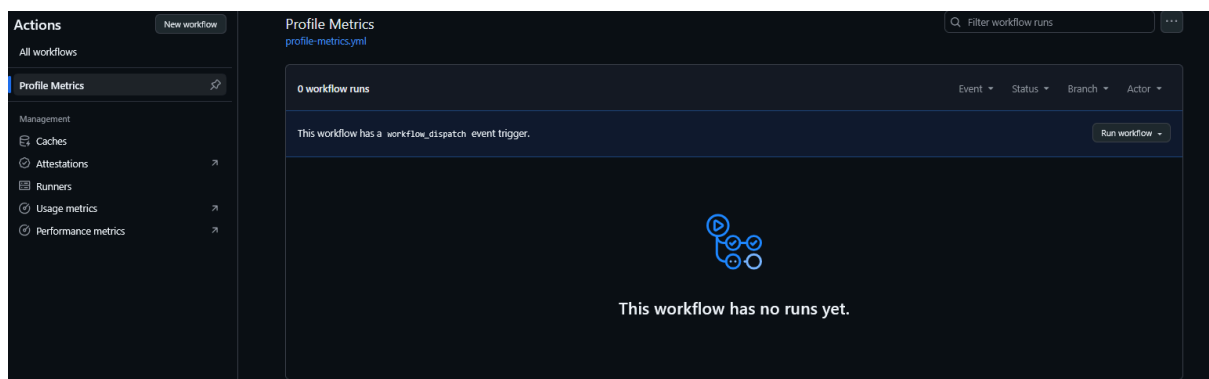 Actions
New workflow
All workflows
Profile Metrics
Management
Caches
Attestations
Runners
Usage metrics
Performance metrics
Profile Metrics
profile-metrics.yml
Filter workflow runs
0 workflow runs
Event Status Branch Actor
This workflow has a workflow_dispatch event trigger.
Run workflow
This workflow has no runs yet.